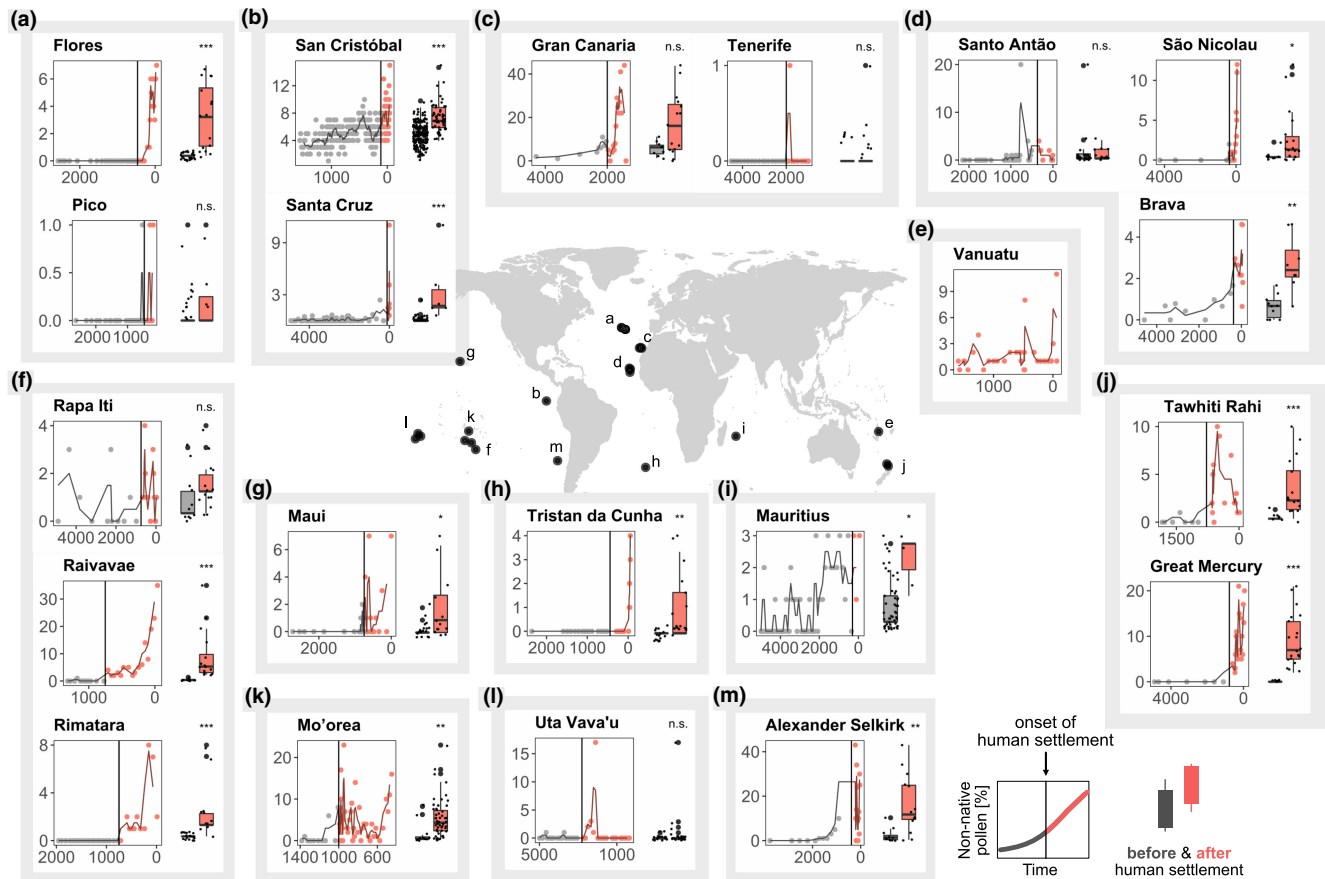 (a)
Flores
***
6
5
4
3
2
1
0
2000
0
Pico
n.s.
1.0
0.5
0.0
2000
1000
(b)
San Cristóbal
***
12
8
4
1000
0
Santa Cruz
***
9
3
4000
2000
0
(c)
Gran Canaria
n.s.
40
20
0
4000
2000
0
Tenerife
n.s.
1
0
4000
2000
0
(d)
Santo Antão
n.s.
20
10
0
2000
1000
0
São Nicolau
*
10
5
0
4000
0
Brava
**
4
2
0
4000
2000
0
(e)
Vanuatu
9
6
3
0
1000
0
a
c
d
g
b
l
k
f
m
h
i
e
j
(f)
Rapa Iti
n.s.
4
2
0
4000
2000
0
Raivavae
***
30
20
10
0
1000
0
Rimatara
***
8
4
0
2000
1000
0
(g)
Maui
*
6
4
2
0
2000
0
(h)
Tristan da Cunha
**
4
3
2
1
0
2000
1000
0
(i)
Mauritius
*
3
2
1
0
5000
4000
2000
0
(j)
Tawhiti Rahi
***
10
5
0
1500
0
Great Mercury
***
20
10
0
4000
0
(k)
Mo’orea
**
20
10
0
1400
1000
600
(l)
Uta Vava'u
n.s.
15
10
5
0
5000
1000
(m)
Alexander Selkirk
**
40
20
0
2000
0
onset of
human settlement
Non-native
pollen [%]
Time
before & after
human settlement